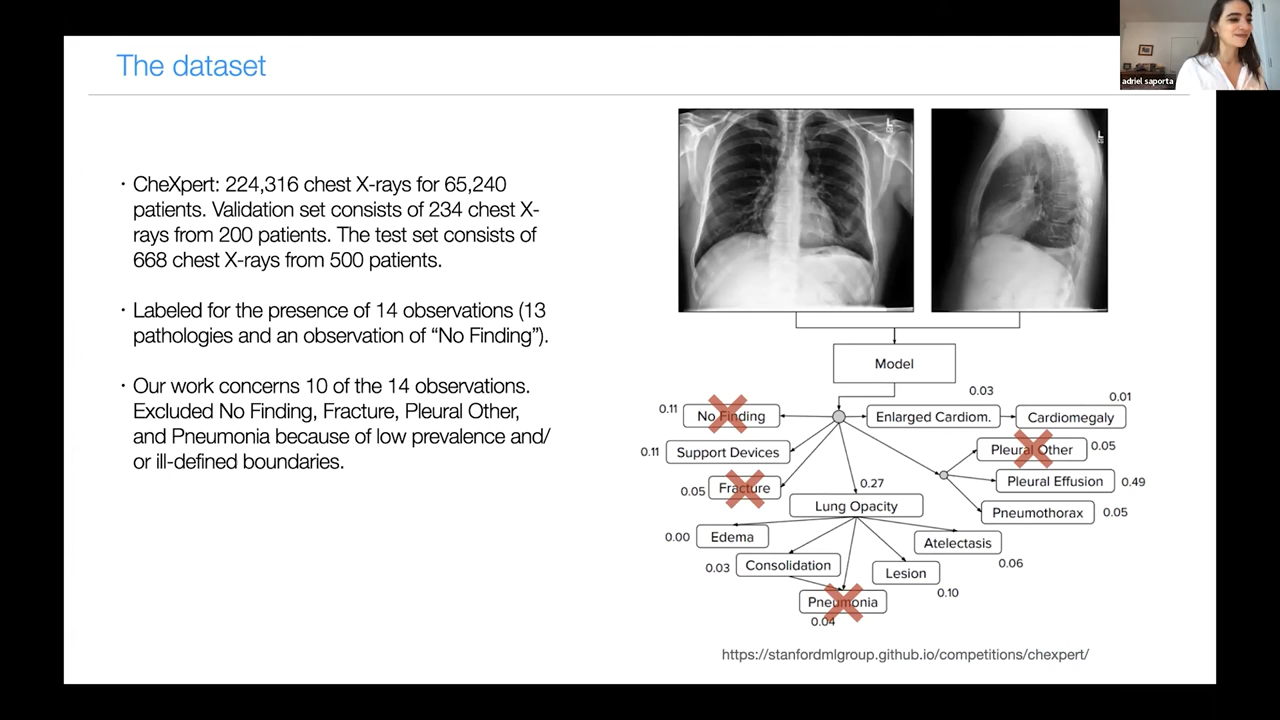 adriel saporta
The dataset
· CheXpert: 224,316 chest X-rays for 65,240
patients. Validation set consists of 234 chest X-
rays from 200 patients. The test set consists of
668 chest X-rays from 500 patients.
· Labeled for the presence of 14 observations (13
pathologies and an observation of “No Finding”).
· Our work concerns 10 of the 14 observations.
Excluded No Finding, Fracture, Pleural Other,
and Pneumonia because of low prevalence and/
or ill-defined boundaries.
L
L
Model
0.03
0.01
0.11 No Finding
Enlarged Cardiom.
Cardiomegaly
0.11 Support Devices
Pleural Other 0.05
0.05 Fracture
Pleural Effusion 0.49
0.27
Lung Opacity
Pneumothorax 0.05
0.00 Edema
Atelectasis
0.06
0.03 Consolidation
Lesion
0.10
Pneumonia
0.04
https://stanfordmlgroup.github.io/competitions/chexpert/